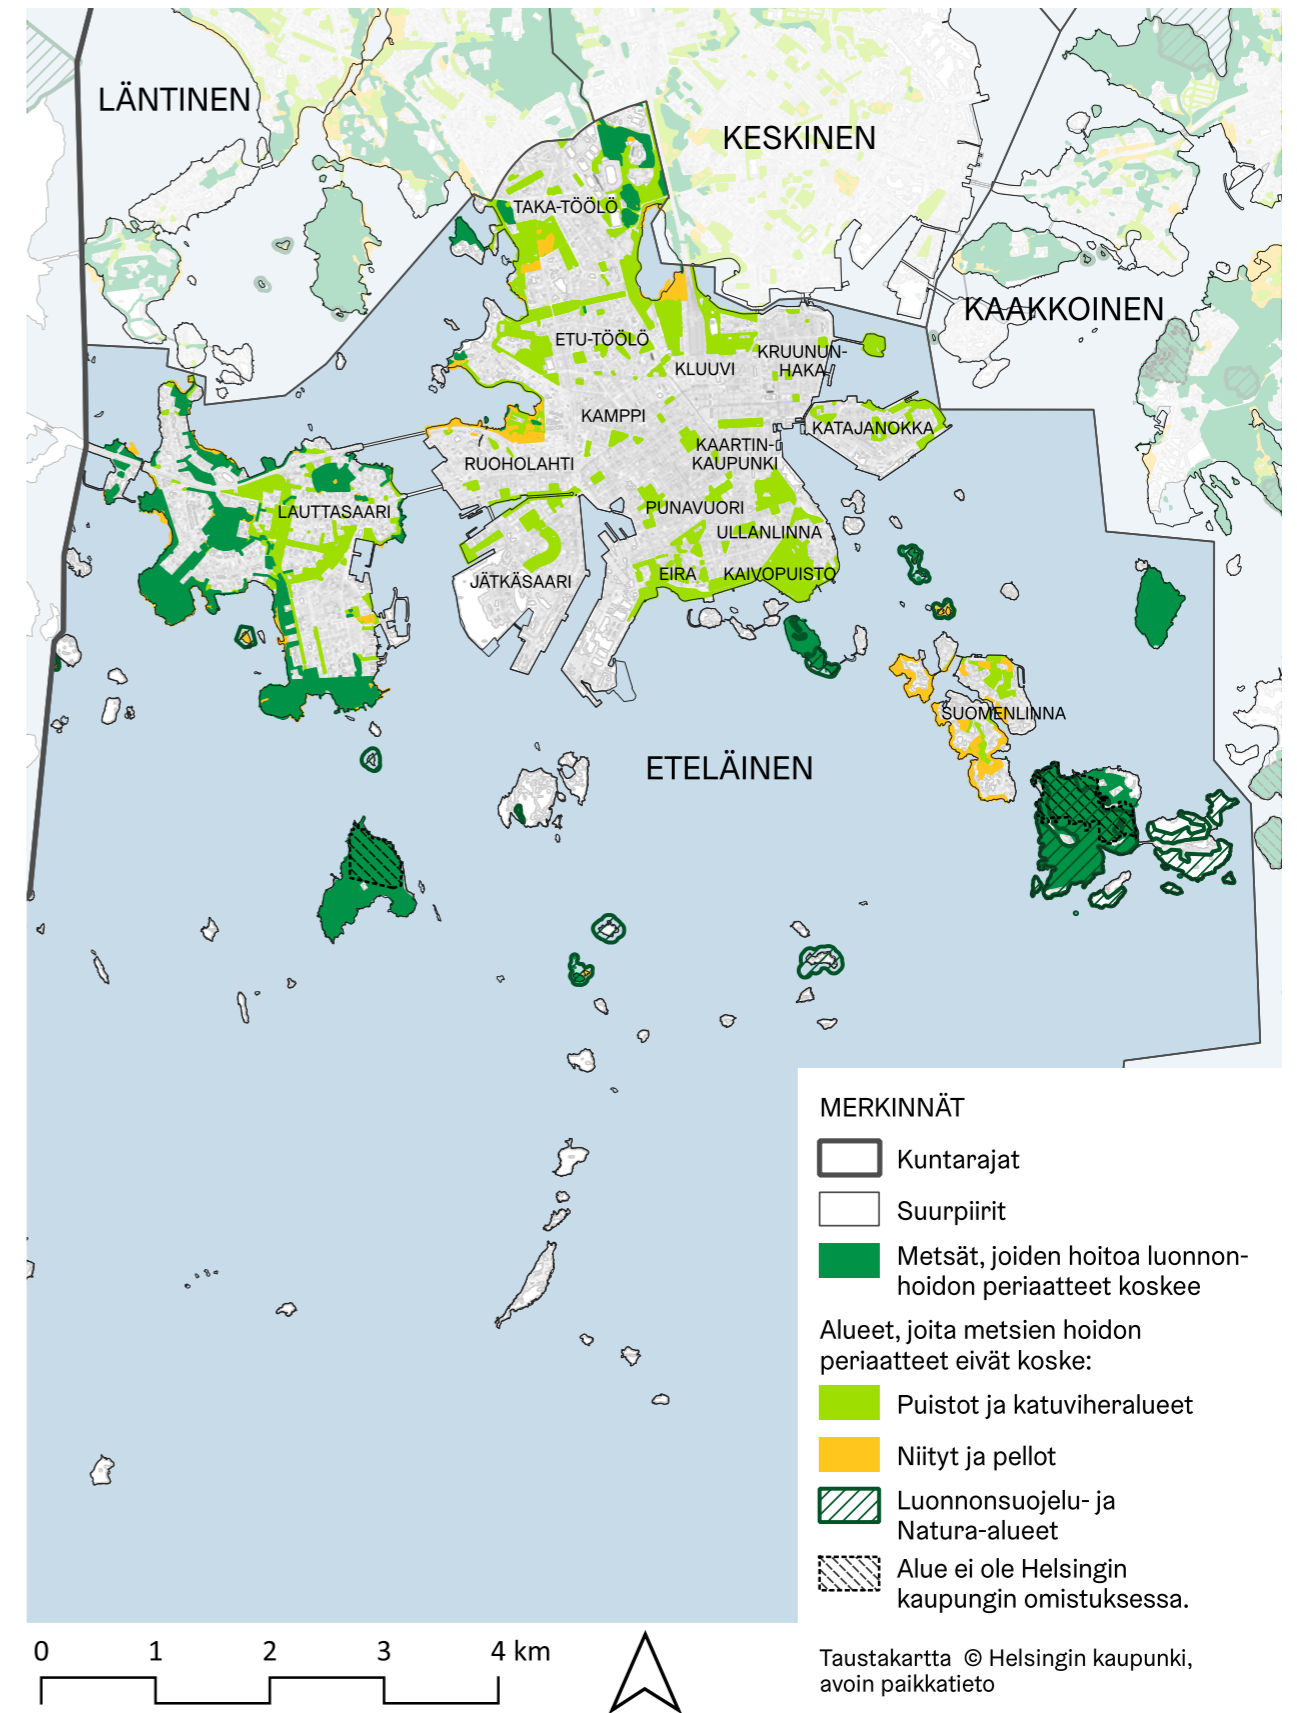 LÄNTINEN
KESKINEN
TAKA-TÖÖLÖ
KAAKKOINEN
ETU-TÖÖLÖ
KLUUVI
KRUUNUN-
HAKA
KAMPPI
KATAJANOKKA
KAARTIN-
KAUPUNKI
RUOHOLAHTI
LAUTTASAARI
PUNAVUORI
ULLANLINNA
JÄTKÄSAARI
EIRA
KAIVOPUISTO
SUOMENLINNA
ETELÄINEN
MERKINNÄT
Kuntarajat
Suurpiirit
Metsät, joiden hoitoa luonnon-
hoidon periaatteet koskee
Alueet, joita metsien hoidon
periaatteet eivät koske:
Puistot ja katuviheralueet
Niityt ja pellot
Luonnonsuojelu- ja
Natura-alueet
Alue ei ole Helsingin
kaupungin omistuksessa.
0 1 2 3 4 km
Taustakartta © Helsingin kaupunki,
avoin paikkatieto